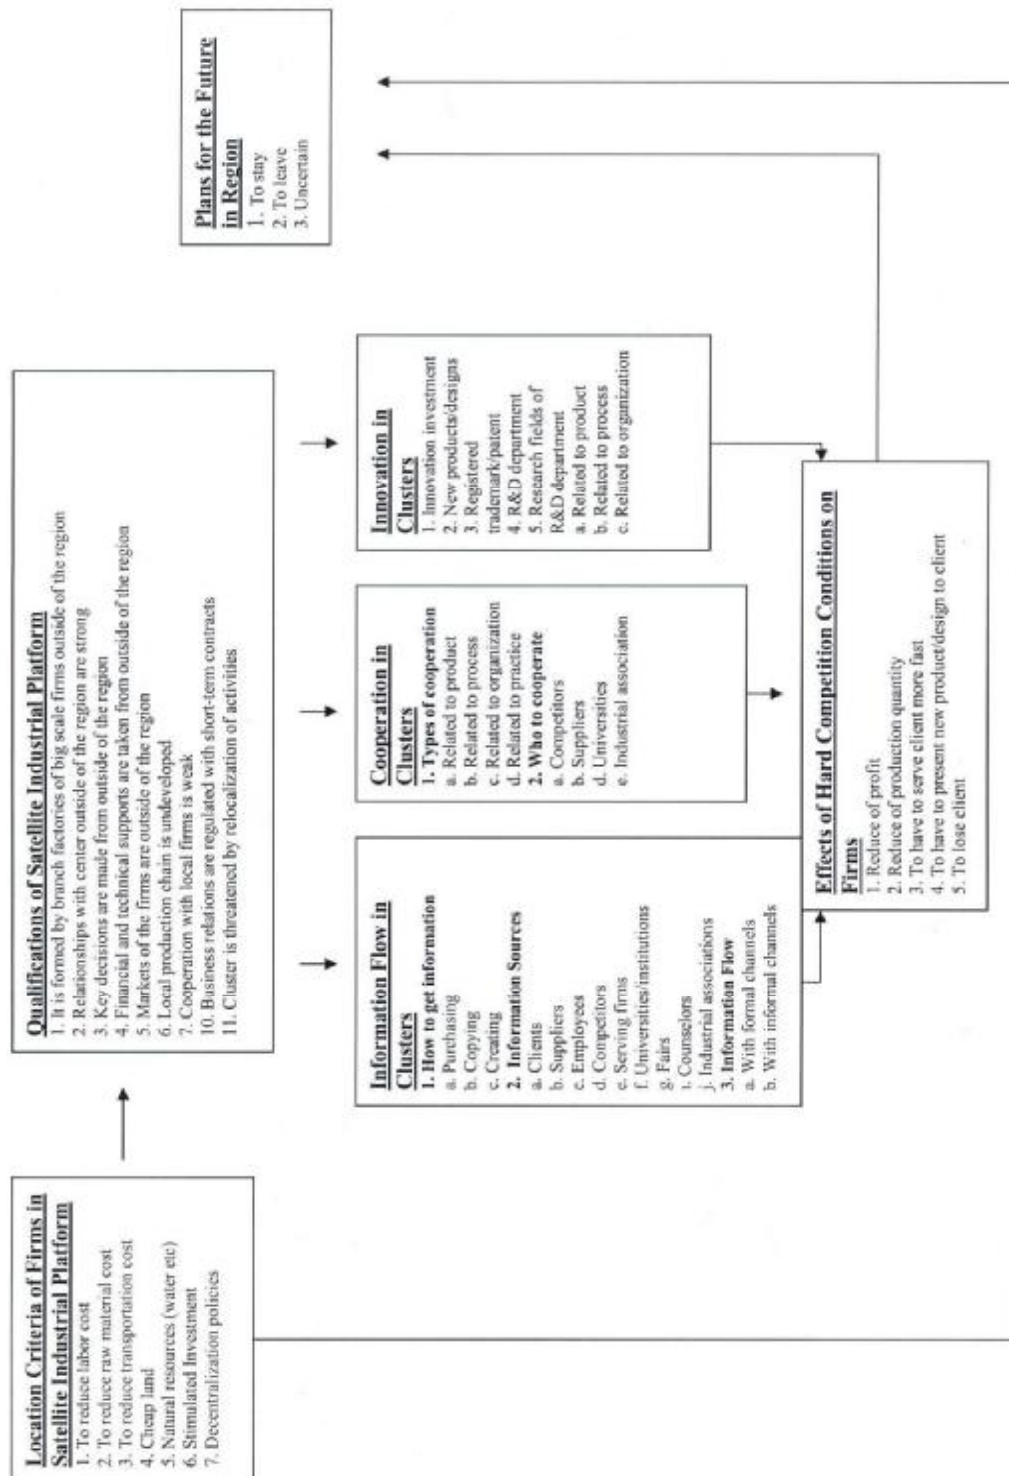 Location Criteria of Firms in
Satellite Industrial Platform
1. To reduce labor cost
2. To reduce raw material cost
3. To reduce transportation cost
4. Cheap land
5. Natural resources (water etc)
6. Stimulated Investment
7. Decentralization policies
Qualifications of Satellite Industrial Platform
1. It is formed by branch factories of big scale firms outside of the region
2. Relationships with center outside of the region are strong
3. Key decisions are made from outside of the region
4. Financial and technical supports are taken from outside of the region
5. Markets of the firms are outside of the region
6. Local production chain is undeveloped
7. Cooperation with local firms is weak
10. Business relations are regulated with short-term contracts
11. Cluster is threatened by relocalization of activities
Information Flow in
Clusters
1. How to get information
a. Purchasing
b. Copying
c. Creating
2. Information Sources
a. Clients
b. Suppliers
c. Employees
d. Competitors
e. Serving firms
f. Universities/institutions
g. Fairs
ı. Counselors
j. Industrial associations
3. Information Flow
a. With formal channels
b. With informal channels
Cooperation in
Clusters
1. Types of cooperation
a. Related to product
b. Related to process
c. Related to organization
d. Related to practice
2. Who to cooperate
a. Competitors
b. Suppliers
d. Universities
e. Industrial association
Innovation in
Clusters
1. Innovation investment
2. New products/designs
3. Registered
trademark/patent
4. R&D department
5. Research fields of
R&D department
a. Related to product
b. Related to process
c. Related to organization
Effects of Hard Competition Conditions on
Firms
1. Reduce of profit
2. Reduce of production quantity
3. To have to serve client more fast
4. To have to present new product/design to client
5. To lose client
Plans for the Future
in Region
1. To stay
2. To leave
3. Uncertain